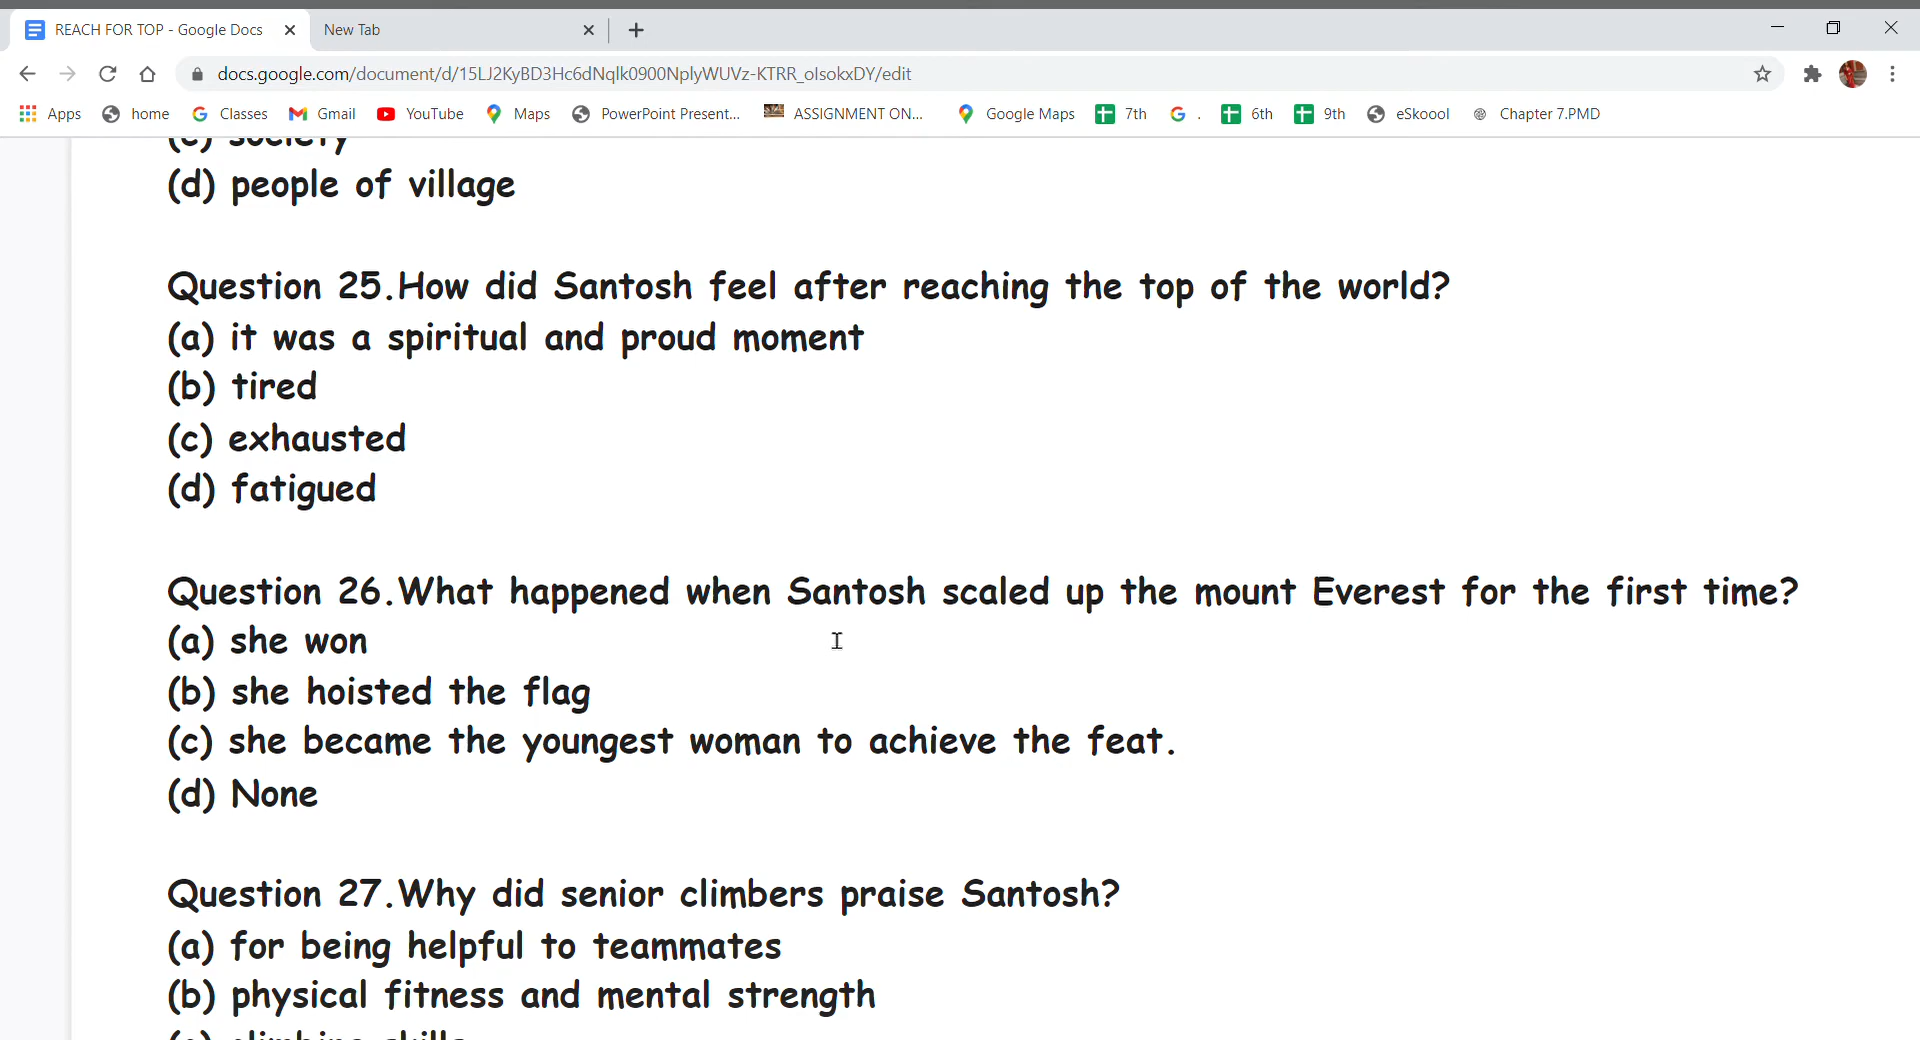 REACH FOR TOP - Google Docs
New Tab
docs.google.com/document/d/15LJ2KyBD3Hc6dNqlk0900NplyWUVz-KTRR_olsokxDY/edit
Apps home Classes Gmail YouTube Maps PowerPoint Present... ASSIGNMENT ON... Google Maps 7th . 6th 9th eSkoool Chapter 7.PMD
(c) society
(d) people of village
Question 25.How did Santosh feel after reaching the top of the world?
(a) it was a spiritual and proud moment
(b) tired
(c) exhausted
(d) fatigued
Question 26.What happened when Santosh scaled up the mount Everest for the first time?
(a) she won
(b) she hoisted the flag
(c) she became the youngest woman to achieve the feat.
(d) None
Question 27.Why did senior climbers praise Santosh?
(a) for being helpful to teammates
(b) physical fitness and mental strength
(c) climbing skills